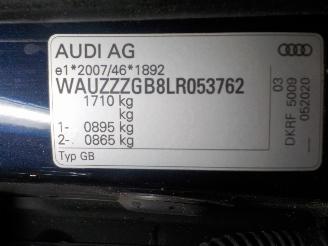 AUDI AG
e1*2007/46*1892
WAUZZZGB8LR053762
1710 kg
kg
1- 0895 kg
2- 0865 kg
Typ GB
03
DKRF 5009
052020